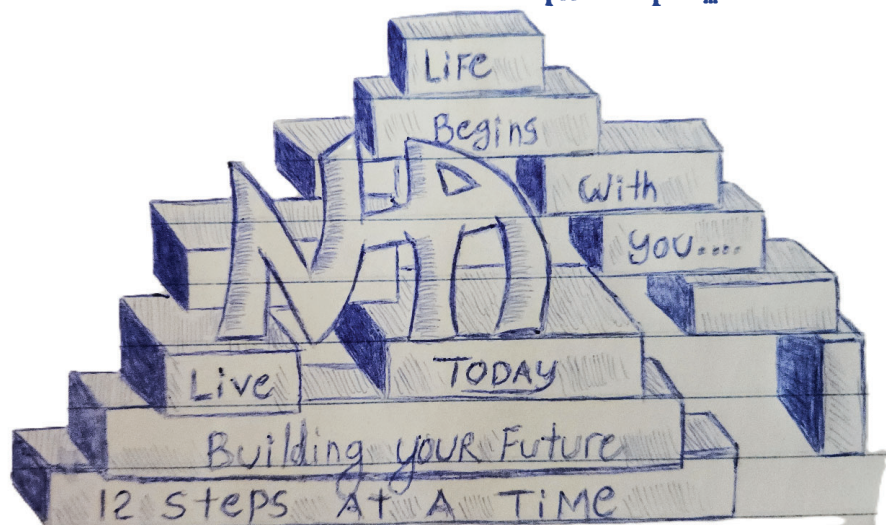 LiFe
Begins
With
you....
NA
Live TODAY
Building youR Future
12 StepS At A TiME